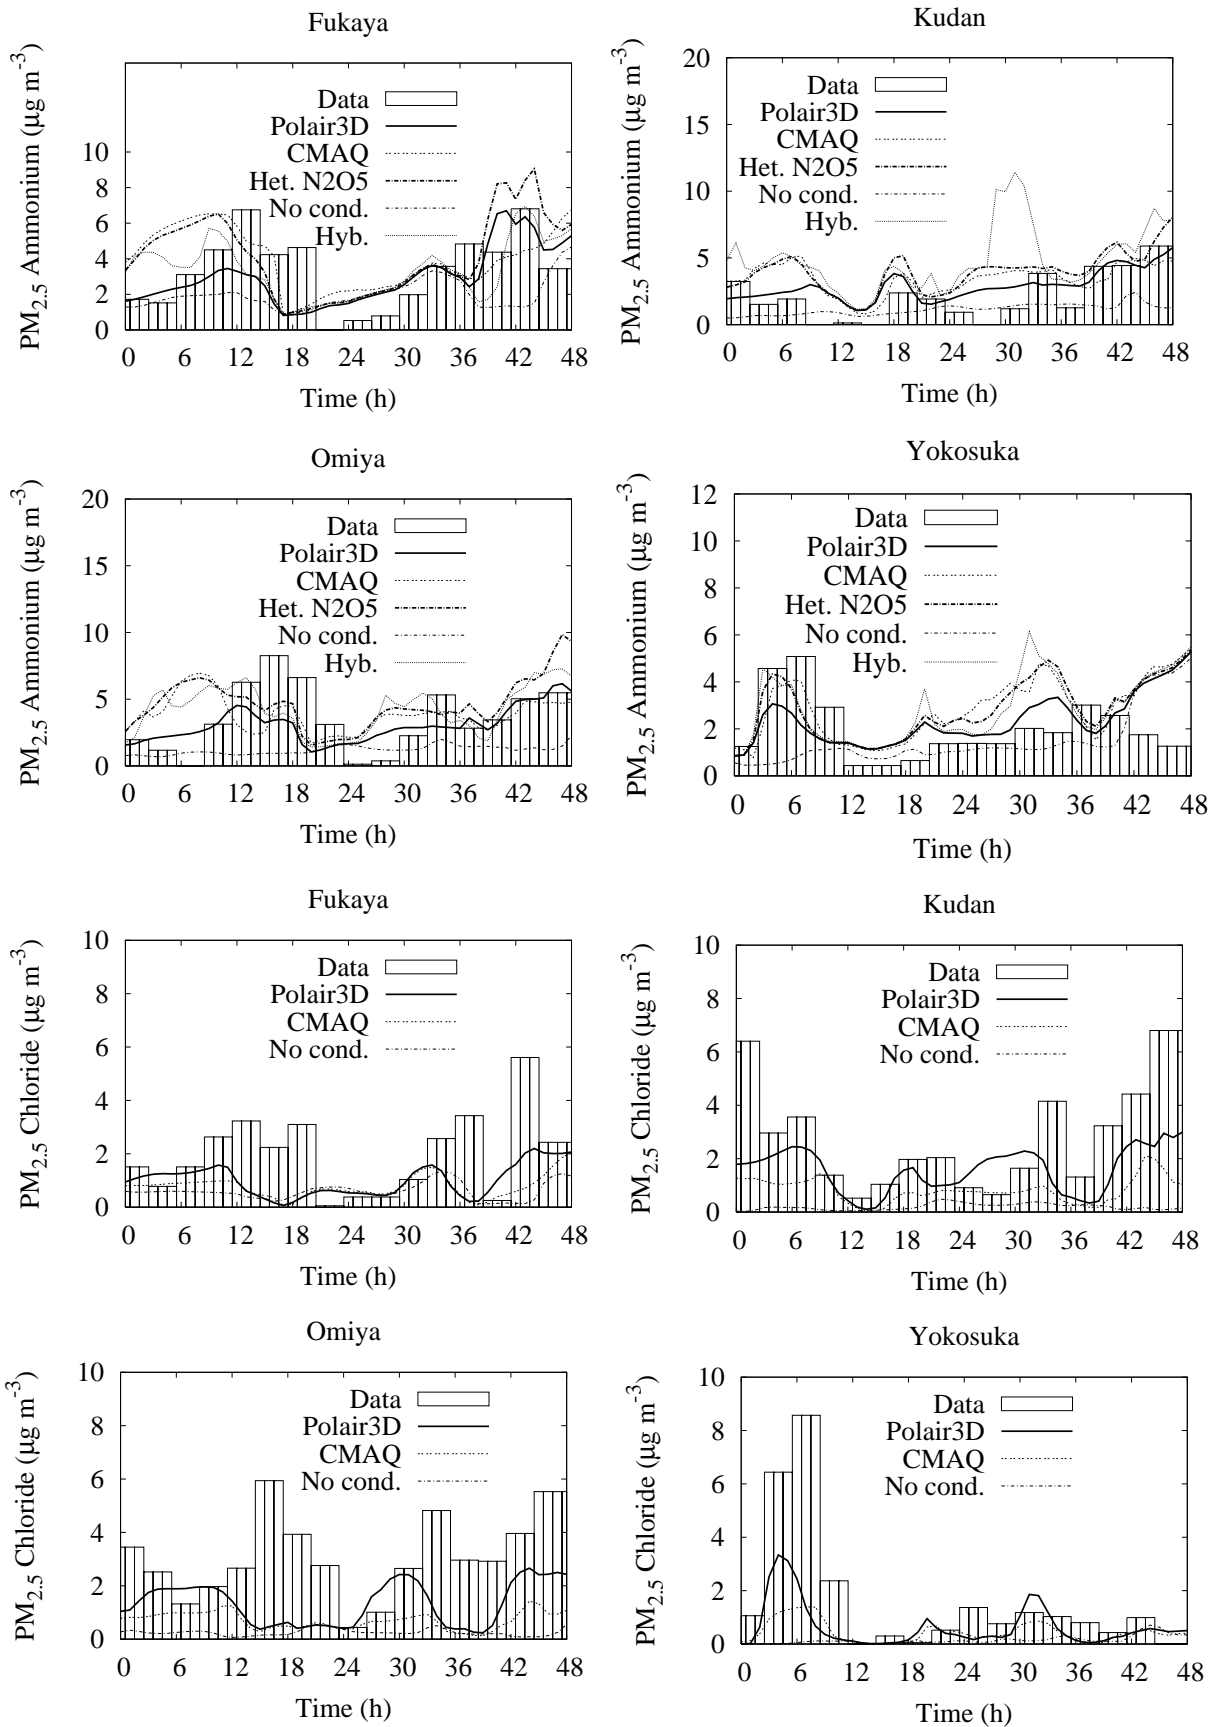 Fukaya
PM2.5 Ammonium (μg m-3)
10
8
6
4
2
0
Data
Polair3D
CMAQ
Het. N2O5
No cond.
Hyb.
0 6 12 18 24 30 36 42 48
Time (h)
Kudan
PM2.5 Ammonium (μg m-3)
20
15
10
5
0
Data
Polair3D
CMAQ
Het. N2O5
No cond.
Hyb.
0 6 12 18 24 30 36 42 48
Time (h)
Omiya
PM2.5 Ammonium (μg m-3)
20
15
10
5
0
Data
Polair3D
CMAQ
Het. N2O5
No cond.
Hyb.
0 6 12 18 24 30 36 42 48
Time (h)
Yokosuka
PM2.5 Ammonium (μg m-3)
12
10
8
6
4
2
0
Data
Polair3D
CMAQ
Het. N2O5
No cond.
Hyb.
0 6 12 18 24 30 36 42 48
Time (h)
Fukaya
PM2.5 Chloride (μg m-3)
10
8
6
4
2
0
Data
Polair3D
CMAQ
No cond.
0 6 12 18 24 30 36 42 48
Time (h)
Kudan
PM2.5 Chloride (μg m-3)
10
8
6
4
2
0
Data
Polair3D
CMAQ
No cond.
0 6 12 18 24 30 36 42 48
Time (h)
Omiya
PM2.5 Chloride (μg m-3)
10
8
6
4
2
0
Data
Polair3D
CMAQ
No cond.
0 6 12 18 24 30 36 42 48
Time (h)
Yokosuka
PM2.5 Chloride (μg m-3)
10
8
6
4
2
0
Data
Polair3D
CMAQ
No cond.
0 6 12 18 24 30 36 42 48
Time (h)